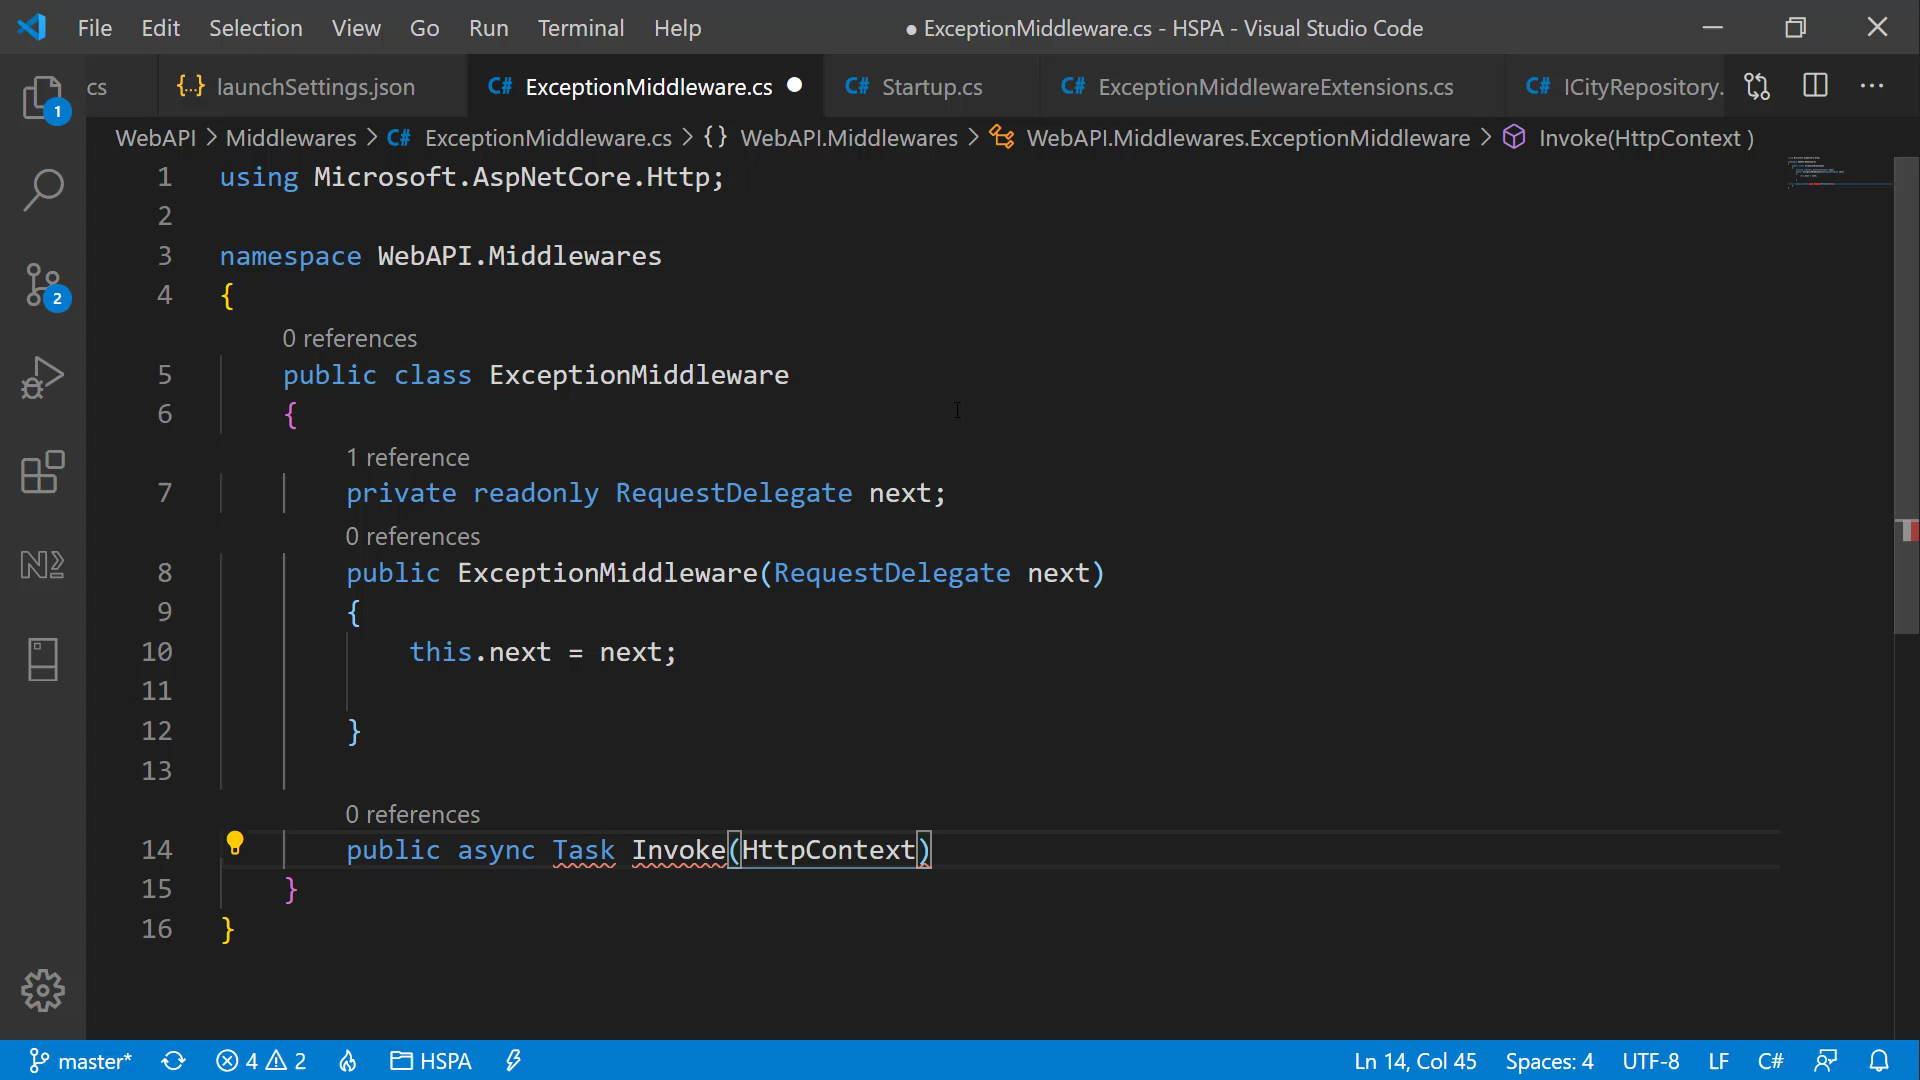 File Edit Selection View Go Run Terminal Help ● ExceptionMiddleware.cs - HSPA - Visual Studio Code
cs {..} launchSettings.json C# ExceptionMiddleware.cs C# Startup.cs C# ExceptionMiddlewareExtensions.cs C# ICityRepository.
WebAPI > Middlewares > C# ExceptionMiddleware.cs > {} WebAPI.Middlewares > WebAPI.Middlewares.ExceptionMiddleware > Invoke(HttpContext )
1 using Microsoft.AspNetCore.Http;
2
3 namespace WebAPI.Middlewares
4 {
0 references
5 public class ExceptionMiddleware
6 {
1 reference
7 private readonly RequestDelegate next;
0 references
8 public ExceptionMiddleware(RequestDelegate next)
9 {
10 this.next = next;
11
12 }
13
0 references
14 public async Task Invoke(HttpContext)
15 }
16 }
1
2
master* 4 2 HSPA Ln 14, Col 45 Spaces: 4 UTF-8 LF C#